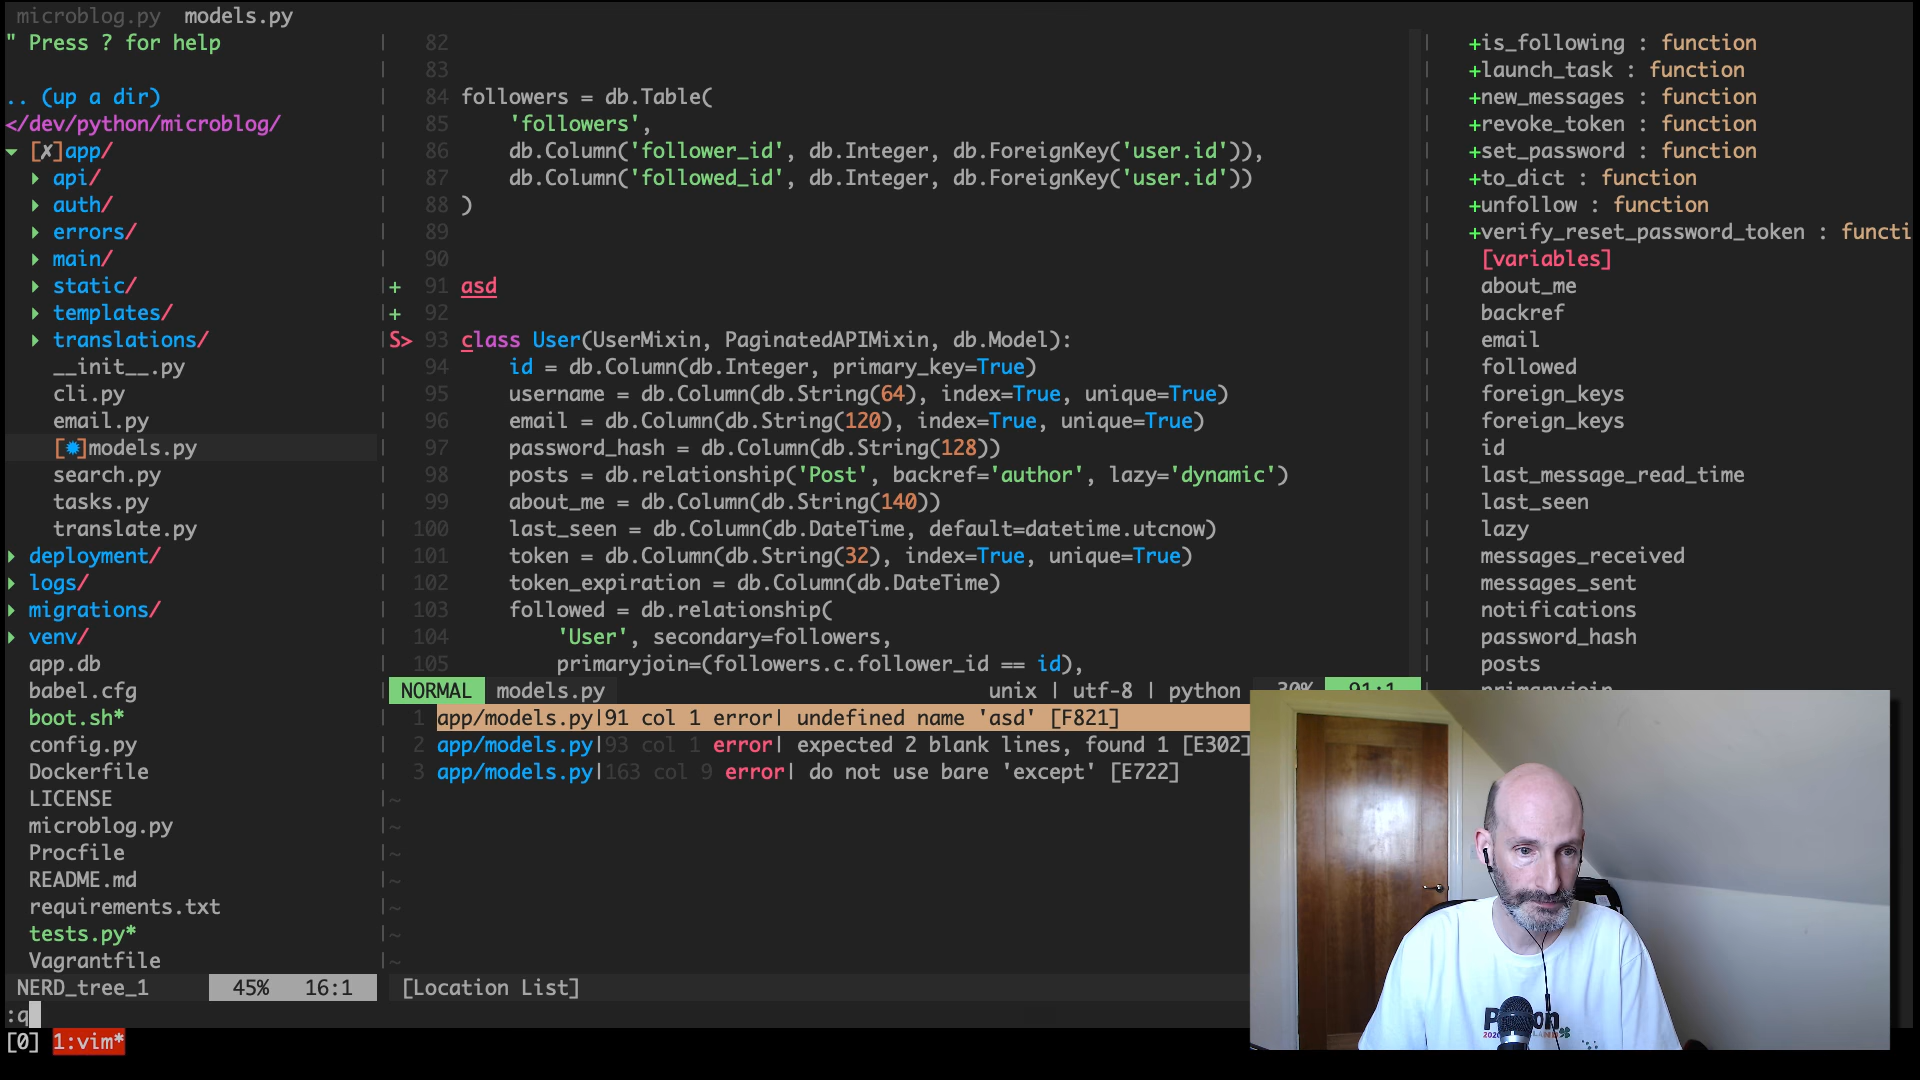 microblog.py models.py
" Press ? for help
.. (up a dir)
</dev/python/microblog/
[✗]app/
api/
auth/
errors/
main/
static/
templates/
translations/
__init__.py
cli.py
email.py
[✹]models.py
search.py
tasks.py
translate.py
deployment/
logs/
migrations/
venv/
app.db
babel.cfg
boot.sh*
config.py
Dockerfile
LICENSE
microblog.py
Procfile
README.md
requirements.txt
tests.py*
Vagrantfile
NERD_tree_1 45% 16:1
82
83
84 followers = db.Table(
85 'followers',
86 db.Column('follower_id', db.Integer, db.ForeignKey('user.id')),
87 db.Column('followed_id', db.Integer, db.ForeignKey('user.id'))
88 )
89
90
+ 91 asd
+ 92
S> 93 class User(UserMixin, PaginatedAPIMixin, db.Model):
94 id = db.Column(db.Integer, primary_key=True)
95 username = db.Column(db.String(64), index=True, unique=True)
96 email = db.Column(db.String(120), index=True, unique=True)
97 password_hash = db.Column(db.String(128))
98 posts = db.relationship('Post', backref='author', lazy='dynamic')
99 about_me = db.Column(db.String(140))
100 last_seen = db.Column(db.DateTime, default=datetime.utcnow)
101 token = db.Column(db.String(32), index=True, unique=True)
102 token_expiration = db.Column(db.DateTime)
103 followed = db.relationship(
104 'User', secondary=followers,
105 primaryjoin=(followers.c.follower_id == id),
NORMAL models.py unix | utf-8 | python 30% 91:1
1 app/models.py|91 col 1 error| undefined name 'asd' [F821]
2 app/models.py|93 col 1 error| expected 2 blank lines, found 1 [E302]
3 app/models.py|163 col 9 error| do not use bare 'except' [E722]
~
~
~
~
~
~
~
[Location List]
+is_following : function
+launch_task : function
+new_messages : function
+revoke_token : function
+set_password : function
+to_dict : function
+unfollow : function
+verify_reset_password_token : functi
[variables]
about_me
backref
email
followed
foreign_keys
foreign_keys
id
last_message_read_time
last_seen
lazy
messages_received
messages_sent
notifications
password_hash
posts
primaryjoin
:q
[0] 1:vim*